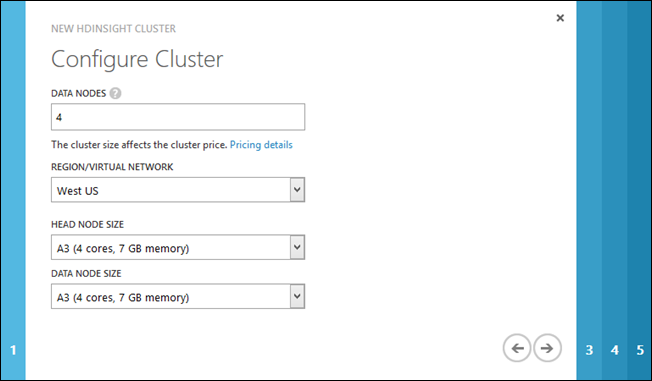 NEW HDINSIGHT CLUSTER
Configure Cluster
DATA NODES ?
4
The cluster size affects the cluster price. Pricing details
REGION/VIRTUAL NETWORK
West US
HEAD NODE SIZE
A3 (4 cores, 7 GB memory)
DATA NODE SIZE
A3 (4 cores, 7 GB memory)
1
3 4 5